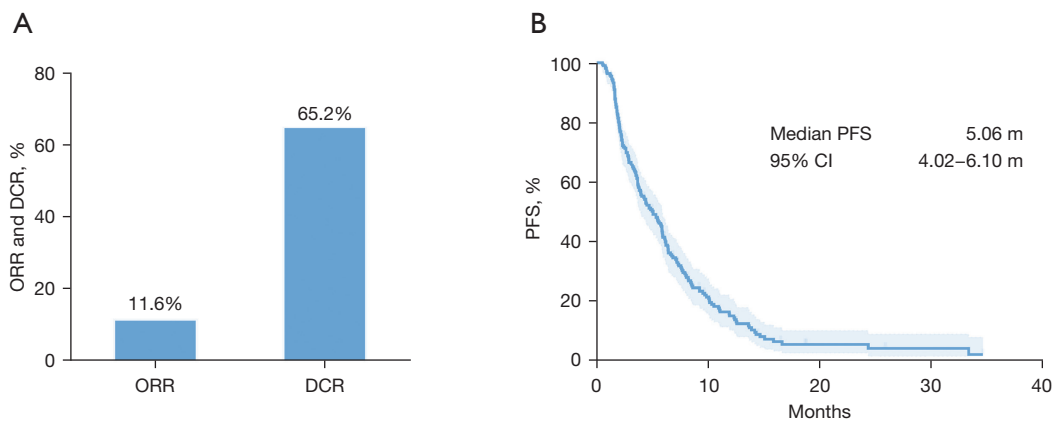 A
ORR and DCR, %
80
60
40
20
0
11.6%
65.2%
ORR
DCR
B
PFS, %
100
80
60
40
20
0
Median PFS 5.06 m
95% CI 4.02–6.10 m
0 10 20 30 40
Months